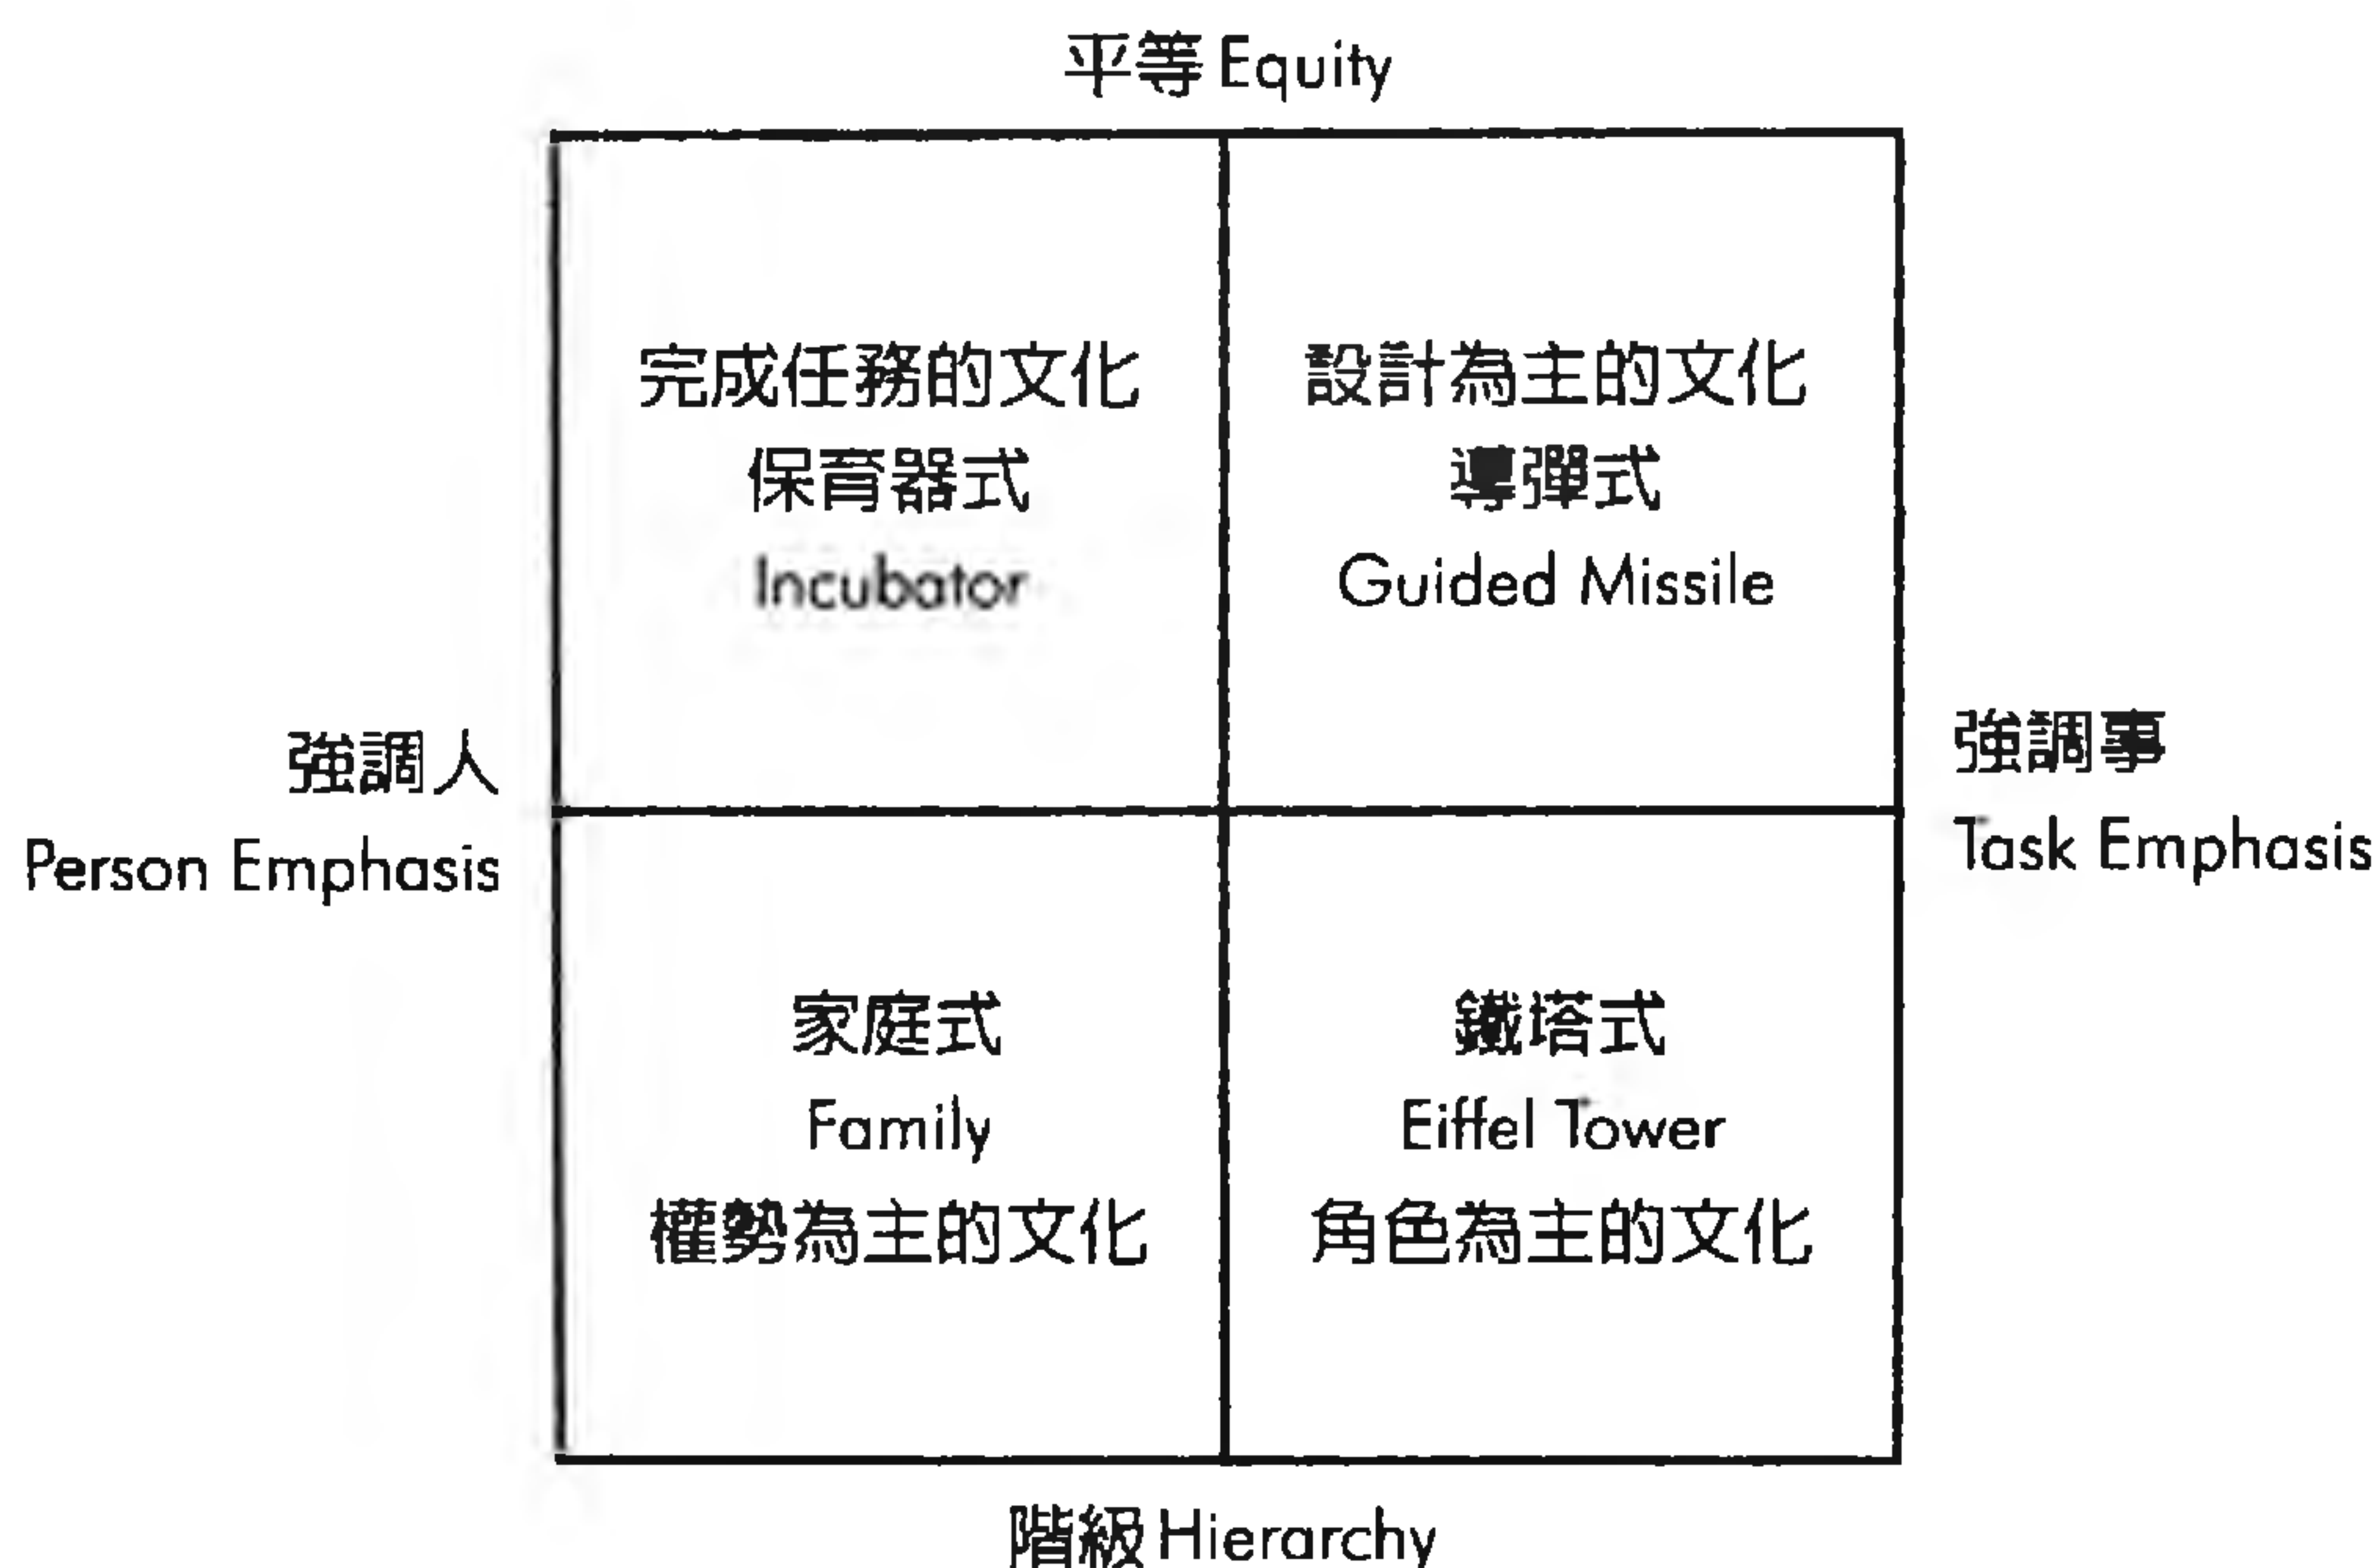 平等 Equity
完成任務的文化
保育器式
Incubator
設計為主的文化
導彈式
Guided Missile
強調人
Person Emphasis
強調事
Task Emphasis
家庭式
Family
權勢為主的文化
鐵塔式
Eiffel Tower
角色為主的文化
階級 Hierarchy